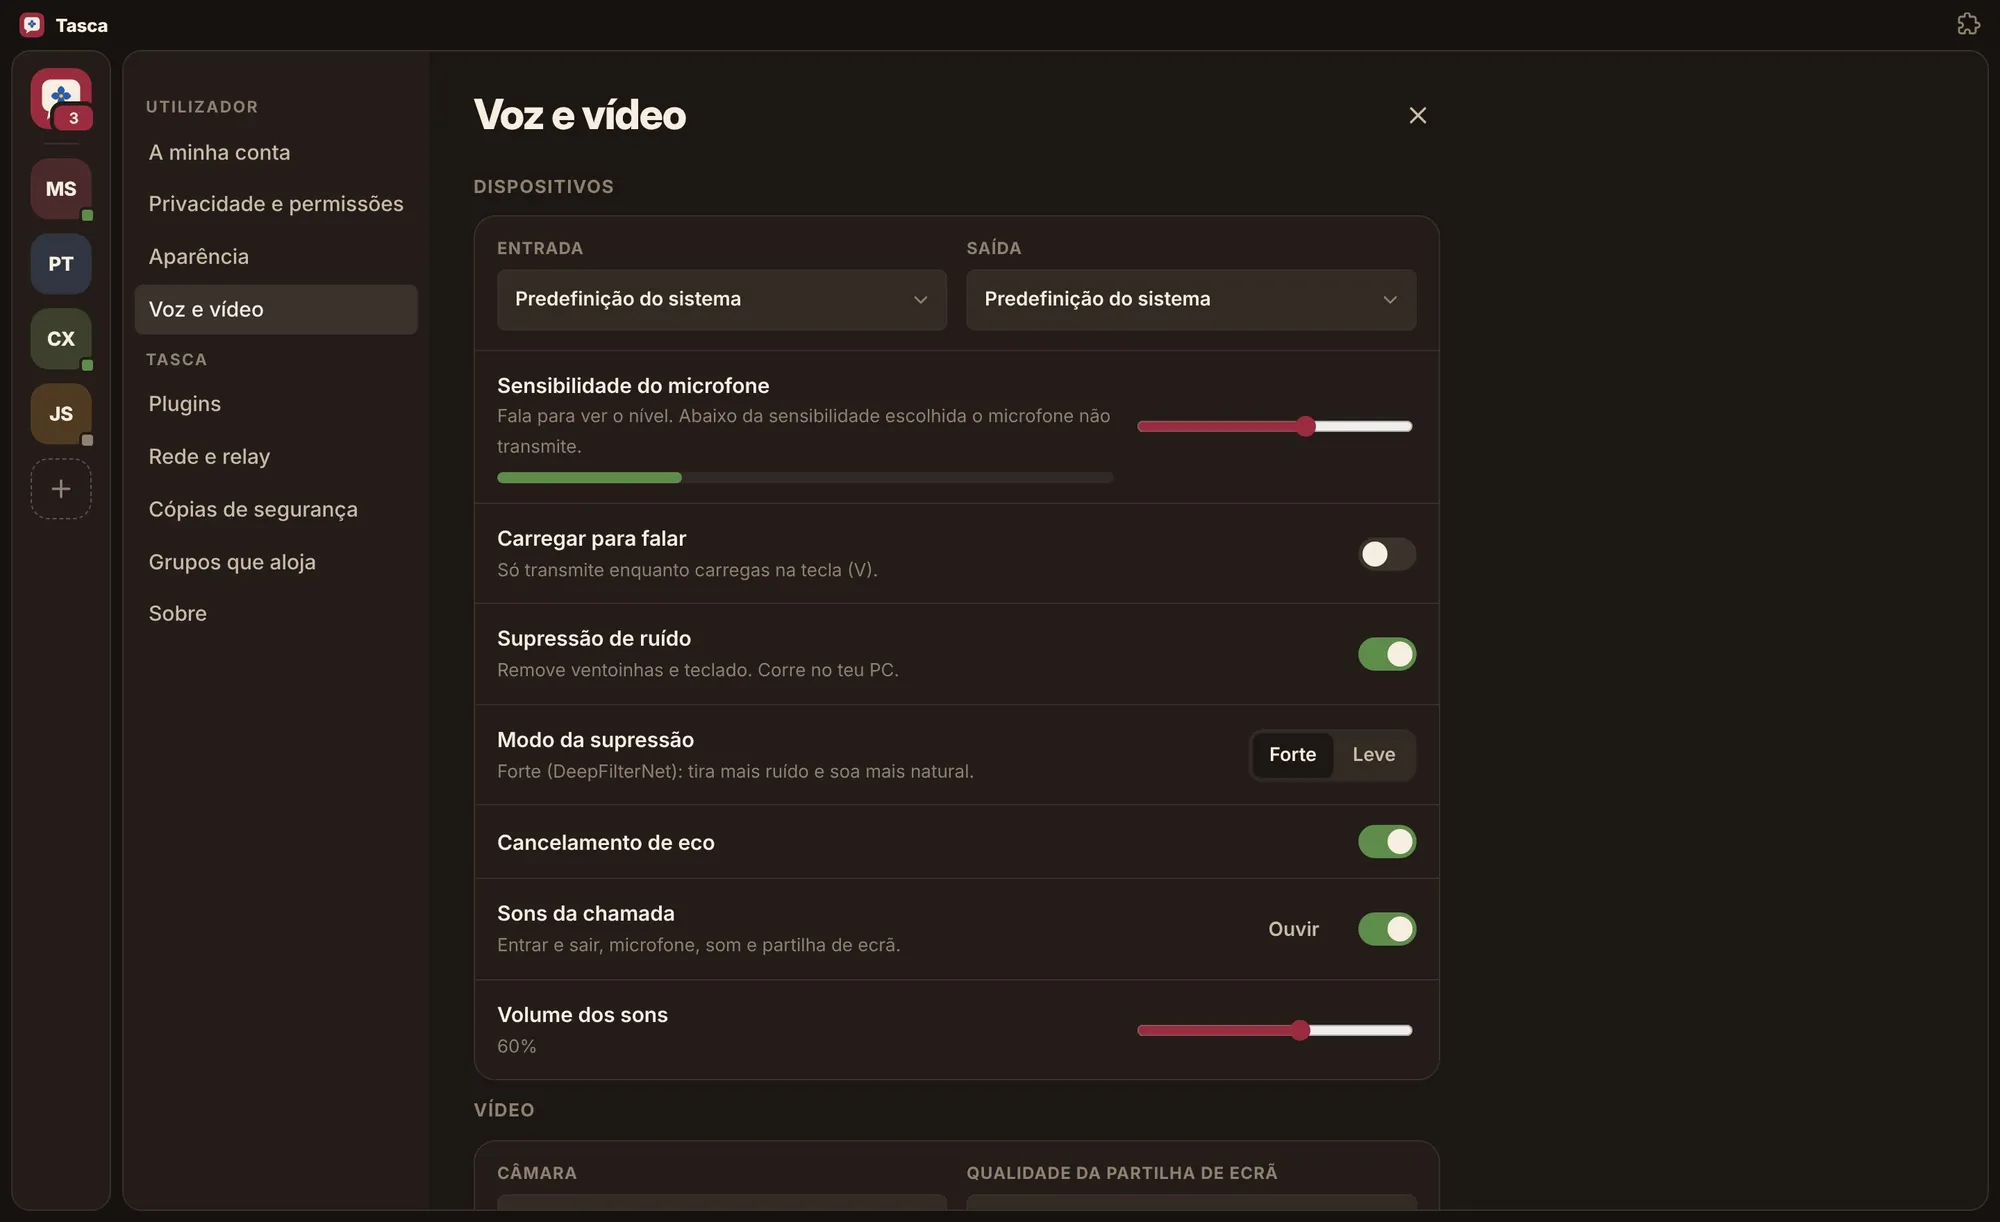 Tasca
3
MS
PT
CX
JS
UTILIZADOR
A minha conta
Privacidade e permissões
Aparência
Voz e vídeo
TASCA
Plugins
Rede e relay
Cópias de segurança
Grupos que aloja
Sobre
Voz e vídeo
DISPOSITIVOS
ENTRADA
Predefinição do sistema
SAÍDA
Predefinição do sistema
Sensibilidade do microfone
Fala para ver o nível. Abaixo da sensibilidade escolhida o microfone não
transmite.
Carregar para falar
Só transmite enquanto carregas na tecla (V).
Supressão de ruído
Remove ventoinhas e teclado. Corre no teu PC.
Modo da supressão
Forte (DeepFilterNet): tira mais ruído e soa mais natural.
Forte
Leve
Cancelamento de eco
Sons da chamada
Entrar e sair, microfone, som e partilha de ecrã.
Ouvir
Volume dos sons
60%
VÍDEO
CÂMARA
QUALIDADE DA PARTILHA DE ECRÃ